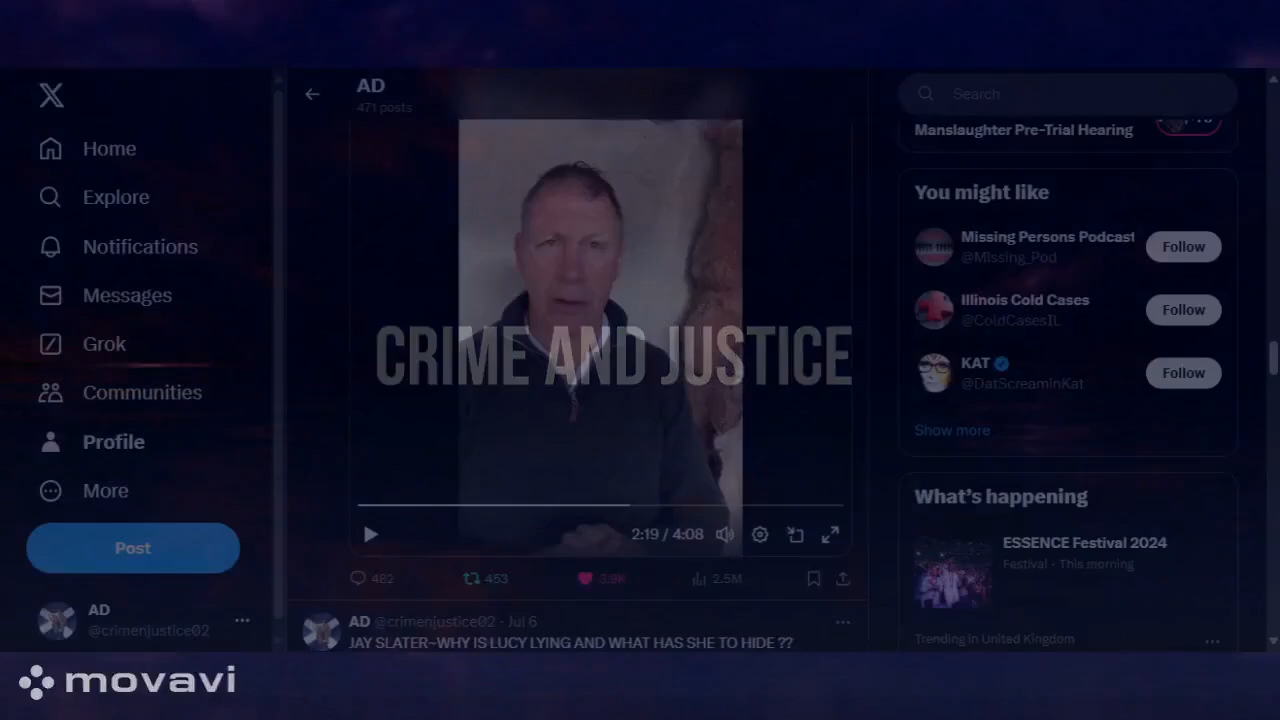 Home
Explore
Notifications
Messages
Grok
Communities
Profile
More
Post
AD
@crimenjustice02
AD
471 posts
CRIME AND JUSTICE
2:19 / 4:08
482
453
3.9K
2.5M
AD @crimenjustice02 · Jul 6
JAY SLATER~WHY IS LUCY LYING AND WHAT HAS SHE TO HIDE ??
Search
Manslaughter Pre-Trial Hearing
You might like
Missing Persons Podcast
@Missing_Pod
Follow
Illinois Cold Cases
@ColdCasesIL
Follow
KAT
@DatScreaminKat
Follow
Show more
What's happening
ESSENCE Festival 2024
Festival · This morning
Trending in United Kingdom
movavi